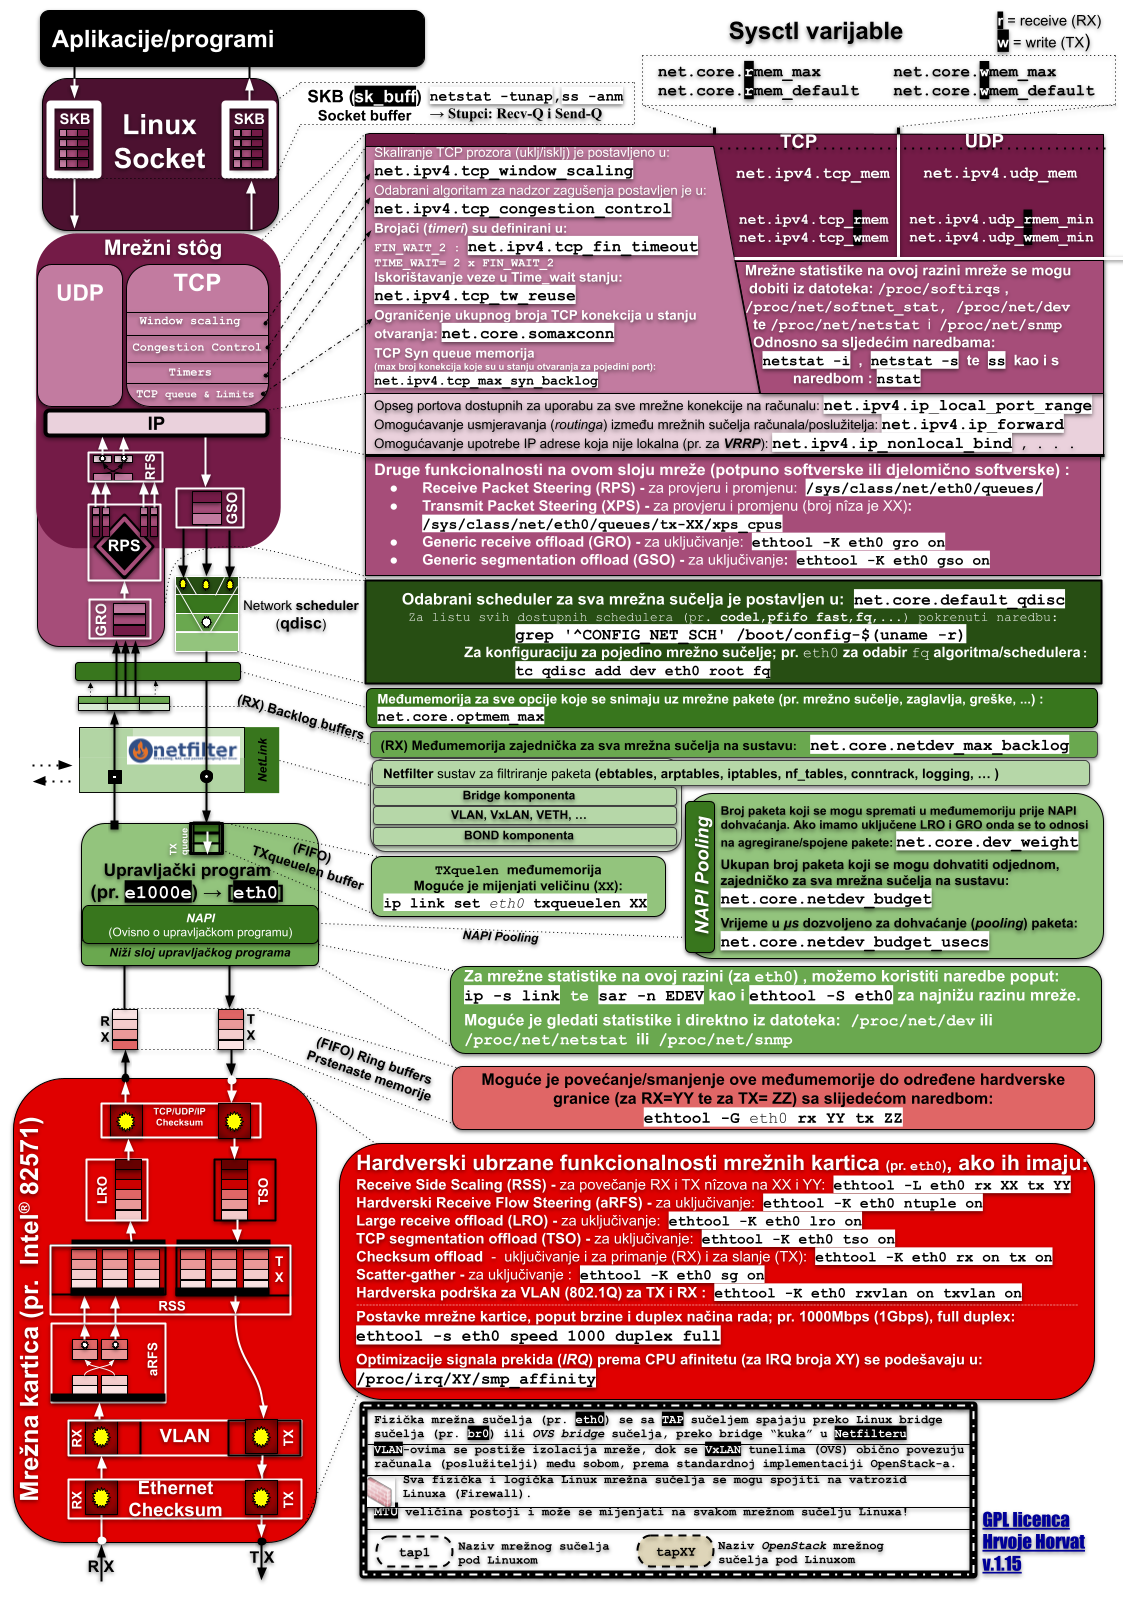 Aplikacije/programi
Sysctl varijable
r = receive (RX)
w = write (TX)
net.core.rmem_max
net.core.wmem_max
net.core.rmem_default
net.core.wmem_default
SKB
Linux
Socket
SKB
SKB (sk_buff) netstat -tunap,ss -anm
Socket buffer → Stupci: Recv-Q i Send-Q
Mrežni stôg
UDP
TCP
Window scaling
Congestion Control
Timers
TCP queue & Limits
IP
RFS
GSO
RPS
GRO
Skaliranje TCP prozora (uklj/isklj) je postavljeno u:
net.ipv4.tcp_window_scaling
Odabrani algoritam za nadzor zagušenja postavljen je u:
net.ipv4.tcp_congestion_control
Brojači (timeri) su definirani u:
FIN_WAIT_2 : net.ipv4.tcp_fin_timeout
TIME_WAIT= 2 x FIN_WAIT_2
Iskorištavanje veze u Time_wait stanju:
net.ipv4.tcp_tw_reuse
Ograničenje ukupnog broja TCP konekcija u stanju
otvaranja: net.core.somaxconn
TCP Syn queue memorija
(max broj konekcija koje su u stanju otvaranja za pojedini port):
net.ipv4.tcp_max_syn_backlog
TCP
UDP
net.ipv4.tcp_mem
net.ipv4.udp_mem
net.ipv4.tcp_rmem
net.ipv4.udp_rmem_min
net.ipv4.tcp_wmem
net.ipv4.udp_wmem_min
Mrežne statistike na ovoj razini mreže se mogu
dobiti iz datoteka: /proc/softirqs ,
/proc/net/softnet_stat, /proc/net/dev
te /proc/net/netstat i /proc/net/snmp
Odnosno sa sljedećim naredbama:
netstat -i , netstat -s te ss kao i s
naredbom : nstat
Opseg portova dostupnih za uporabu za sve mrežne konekcije na računalu: net.ipv4.ip_local_port_range
Omogućavanje usmjeravanja (routinga) između mrežnih sučelja računala/poslužitelja: net.ipv4.ip_forward
Omogućavanje upotrebe IP adrese koja nije lokalna (pr. za VRRP): net.ipv4.ip_nonlocal_bind , . . .
Druge funkcionalnosti na ovom sloju mreže (potpuno softverske ili djelomično softverske) :
● Receive Packet Steering (RPS) - za provjeru i promjenu: /sys/class/net/eth0/queues/
● Transmit Packet Steering (XPS) - za provjeru i promjenu (broj nîza je XX):
/sys/class/net/eth0/queues/tx-XX/xps_cpus
● Generic receive offload (GRO) - za uključivanje: ethtool -K eth0 gro on
● Generic segmentation offload (GSO) - za uključivanje: ethtool -K eth0 gso on
Network scheduler
(qdisc)
Odabrani scheduler za sva mrežna sučelja je postavljen u: net.core.default_qdisc
Za listu svih dostupnih schedulera (pr. codel,pfifo fast,fq,...) pokrenuti naredbu:
grep '^CONFIG NET_SCH' /boot/config-$(uname -r)
Za konfiguraciju za pojedino mrežno sučelje; pr. eth0 za odabir fq algoritma/schedulera:
tc qdisc add dev eth0 root fq
(RX) Backlog buffers
Međumemorija za sve opcije koje se snimaju uz mrežne pakete (pr. mrežno sučelje, zaglavlja, greške, ...) :
net.core.optmem_max
(RX) Međumemorija zajednička za sva mrežna sučelja na sustavu: net.core.netdev_max_backlog
netfilter
NetLink
Netfilter sustav za filtriranje paketa (ebtables, arptables, iptables, nf_tables, conntrack, logging, ... )
Bridge komponenta
VLAN, VxLAN, VETH, ...
BOND komponenta
TX
queue
Upravljački program
(pr. e1000e) → [eth0]
NAPI
(Ovisno o upravljačkom programu)
Niži sloj upravljačkog programa
(FIFO)
TXqueuelen buffer
NAPI Pooling
TXquelen međumemorija
Moguće je mijenjati veličinu (XX):
ip link set eth0 txqueuelen XX
NAPI Pooling
Broj paketa koji se mogu spremati u međumemoriju prije NAPI
dohvaćanja. Ako imamo uključene LRO i GRO onda se to odnosi
na agregirane/spojene pakete: net.core.dev_weight
Ukupan broj paketa koji se mogu dohvatiti odjednom,
zajedničko za sva mrežna sučelja na sustavu:
net.core.netdev_budget
Vrijeme u µs dozvoljeno za dohvaćanje (pooling) paketa:
net.core.netdev_budget_usecs
Za mrežne statistike na ovoj razini (za eth0) , možemo koristiti naredbe poput:
ip -s link te sar -n EDEV kao i ethtool -S eth0 za najnižu razinu mreže.
Moguće je gledati statistike i direktno iz datoteka: /proc/net/dev ili
/proc/net/netstat ili /proc/net/snmp
R
X
T
X
(FIFO) Ring buffers
Prstenaste memorije
Moguće je povećanje/smanjenje ove međumemorije do određene hardverske
granice (za RX=YY te za TX= ZZ) sa slijedećom naredbom:
ethtool -G eth0 rx YY tx ZZ
Mrežna kartica (pr. Intel® 82571)
TCP/UDP/IP
Checksum
LRO
TSO
T
X
RSS
aRFS
RX
VLAN
TX
RX
Ethernet
Checksum
TX
R X
T X
Hardverski ubrzane funkcionalnosti mrežnih kartica (pr. eth0), ako ih imaju:
Receive Side Scaling (RSS) - za povečanje RX i TX nîzova na XX i YY: ethtool -L eth0 rx XX tx YY
Hardverski Receive Flow Steering (aRFS) - za uključivanje: ethtool -K eth0 ntuple on
Large receive offload (LRO) - za uključivanje: ethtool -K eth0 lro on
TCP segmentation offload (TSO) - za uključivanje: ethtool -K eth0 tso on
Checksum offload - uključivanje i za primanje (RX) i za slanje (TX): ethtool -K eth0 rx on tx on
Scatter-gather - za uključivanje : ethtool -K eth0 sg on
Hardverska podrška za VLAN (802.1Q) za TX i RX : ethtool -K eth0 rxvlan on txvlan on
Postavke mrežne kartice, poput brzine i duplex načina rada; pr. 1000Mbps (1Gbps), full duplex:
ethtool -s eth0 speed 1000 duplex full
Optimizacije signala prekida (IRQ) prema CPU afinitetu (za IRQ broja XY) se podešavaju u:
/proc/irq/XY/smp_affinity
Fizička mrežna sučelja (pr. eth0) se sa TAP sučeljem spajaju preko Linux bridge
sučelja (pr. br0) ili OVS bridge sučelja, preko bridge "kuka" u Netfilteru
VLAN-ovima se postiže izolacija mreže, dok se VxLAN tunelima (OVS) obično povezuju
računala (poslužitelji) među sobom, prema standardnoj implementaciji OpenStack-a.
Sva fizička i logička Linux mrežna sučelja se mogu spojiti na vatrozid
Linuxa (Firewall).
MTU veličina postoji i može se mijenjati na svakom mrežnom sučelju Linuxa!
tap1
Naziv mrežnog sučelja
pod Linuxom
tapXY
Naziv OpenStack mrežnog
sučelja pod Linuxom
GPL licenca
Hrvoje Horvat
v.1.15